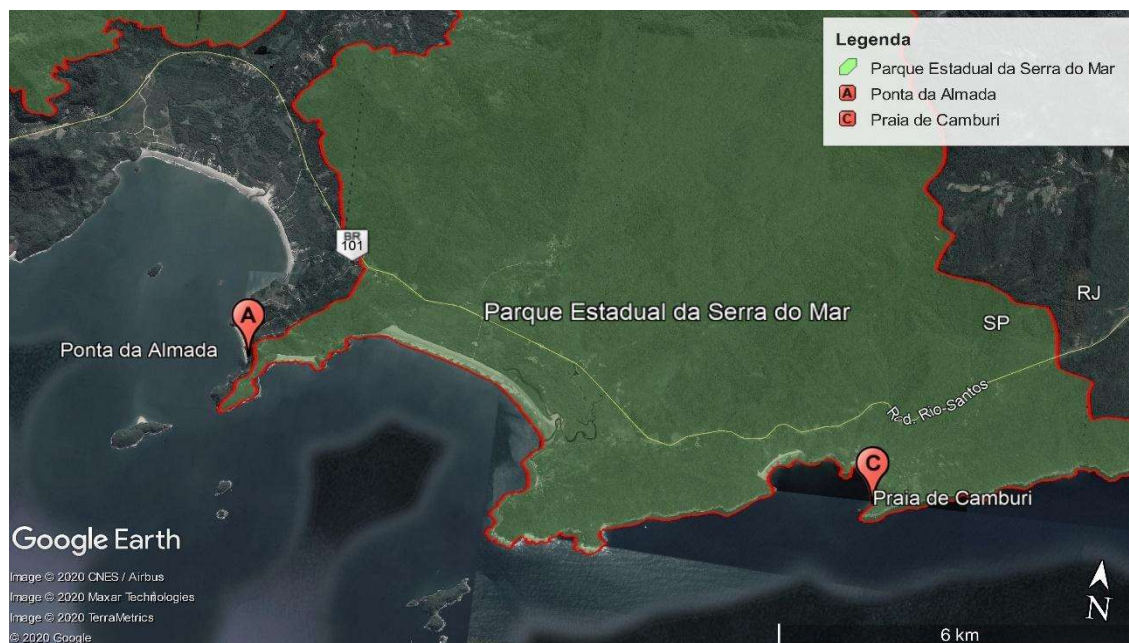 Legenda
Parque Estadual da Serra do Mar
A Ponta da Almada
C Praia de Camburi
BR
101
A
Ponta da Almada
Parque Estadual da Serra do Mar
RJ
SP
Rod. Rio-Santos
C
Praia de Camburi
Google Earth
Image © 2020 CNES / Airbus
Image © 2020 Maxar Technologies
Image © 2020 TerraMetrics
© 2020 Google
N
6 km